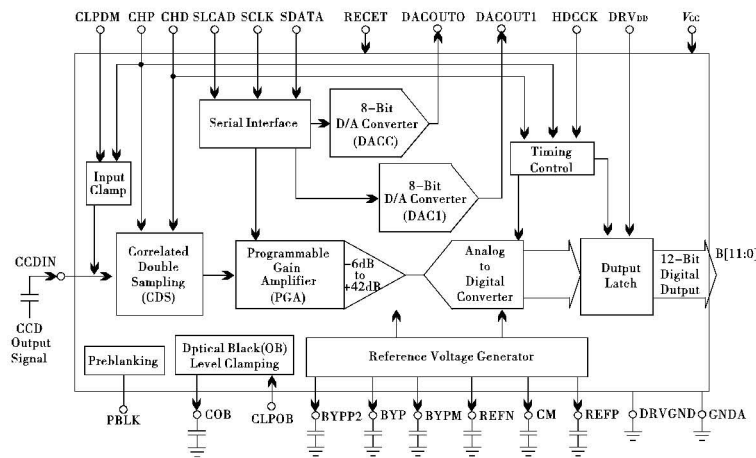 CLPDM CHP CHD SLCAD SCLK SDATA RECET DACOUTO DACOUT1 HDCCK DRVDD VCC
8-Bit
D/A Converter
(DACC)
Serial Interface
Timing
Control
Input
Clamp
8-Bit
D/A Converter
(DAC1)
CCDIN
Correlated
Double
Sampling
(CDS)
Programmable
Gain
Amplifier
(PGA)
-6dB
to
+42dB
Analog
to
Digital
Converter
Output
Latch
12-Bit
Digital
Output
B[11:0]
CCD
Output
Signal
Preblanking
Dptical Black(OB)
Level Clamping
Reference Voltage Generator
PBLK COB CLPOB BYPP2 BYP BYPM REFN CM REFP DRVGND GNDA